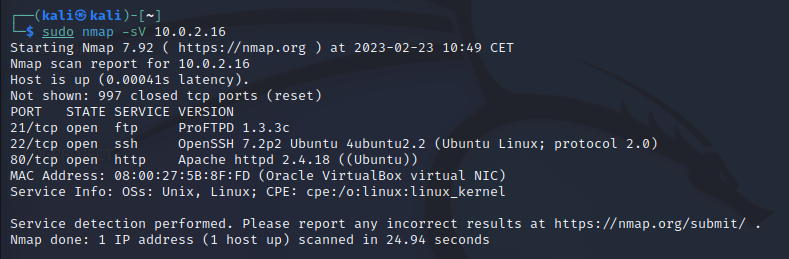 ┌──(kali㉿kali)-[~]
└─$ sudo nmap -sV 10.0.2.16
Starting Nmap 7.92 ( https://nmap.org ) at 2023-02-23 10:49 CET
Nmap scan report for 10.0.2.16
Host is up (0.00041s latency).
Not shown: 997 closed tcp ports (reset)
PORT   STATE SERVICE VERSION
21/tcp open  ftp     ProFTPD 1.3.3c
22/tcp open  ssh     OpenSSH 7.2p2 Ubuntu 4ubuntu2.2 (Ubuntu Linux; protocol 2.0)
80/tcp open  http    Apache httpd 2.4.18 ((Ubuntu))
MAC Address: 08:00:27:5B:8F:FD (Oracle VirtualBox virtual NIC)
Service Info: OSs: Unix, Linux; CPE: cpe:/o:linux:linux_kernel

Service detection performed. Please report any incorrect results at https://nmap.org/submit/ .
Nmap done: 1 IP address (1 host up) scanned in 24.94 seconds